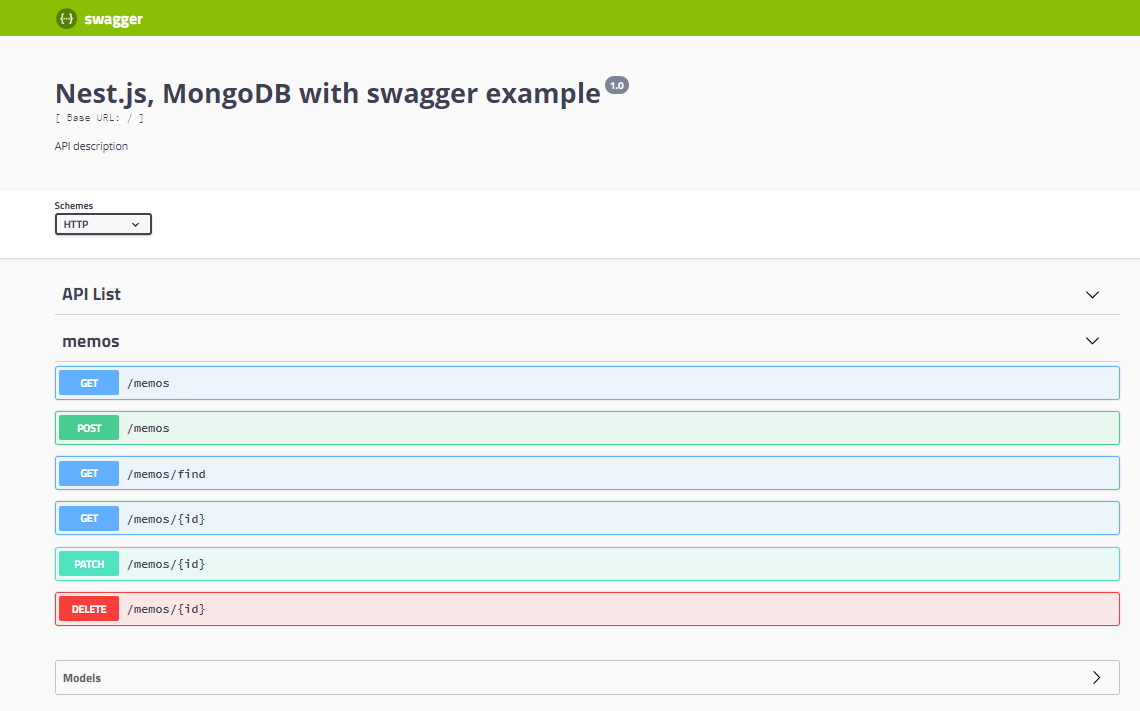 {···} swagger
Nest.js, MongoDB with swagger example 1.0
[ Base URL: / ]
API description
Schemes
HTTP
API List
memos
GET /memos
POST /memos
GET /memos/find
GET /memos/{id}
PATCH /memos/{id}
DELETE /memos/{id}
Models